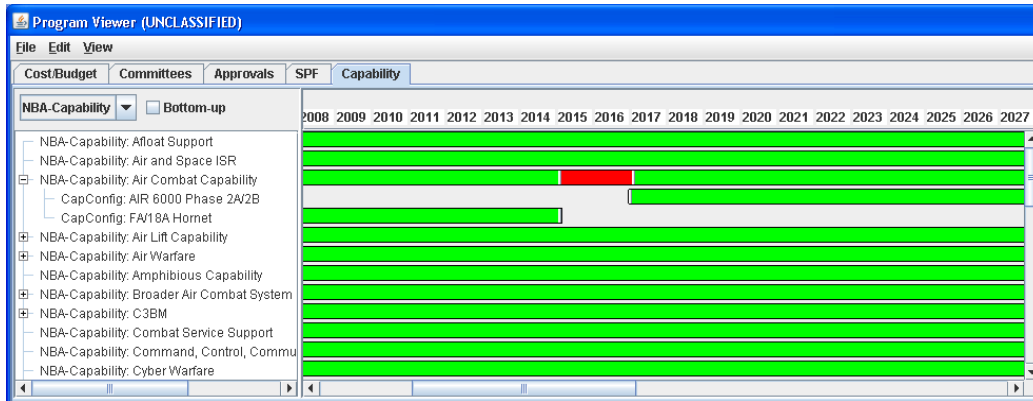 Program Viewer (UNCLASSIFIED)
File Edit View
Cost/Budget Committees Approvals SPF Capability
NBA-Capability Bottom-up
2008 2009 2010 2011 2012 2013 2014 2015 2016 2017 2018 2019 2020 2021 2022 2023 2024 2025 2026 2027
NBA-Capability: Afloat Support
NBA-Capability: Air and Space ISR
NBA-Capability: Air Combat Capability
CapConfig: AIR 6000 Phase 2A/2B
CapConfig: FA/18A Hornet
NBA-Capability: Air Lift Capability
NBA-Capability: Air Warfare
NBA-Capability: Amphibious Capability
NBA-Capability: Broader Air Combat System
NBA-Capability: C3BM
NBA-Capability: Combat Service Support
NBA-Capability: Command, Control, Commu
NBA-Capability: Cyber Warfare